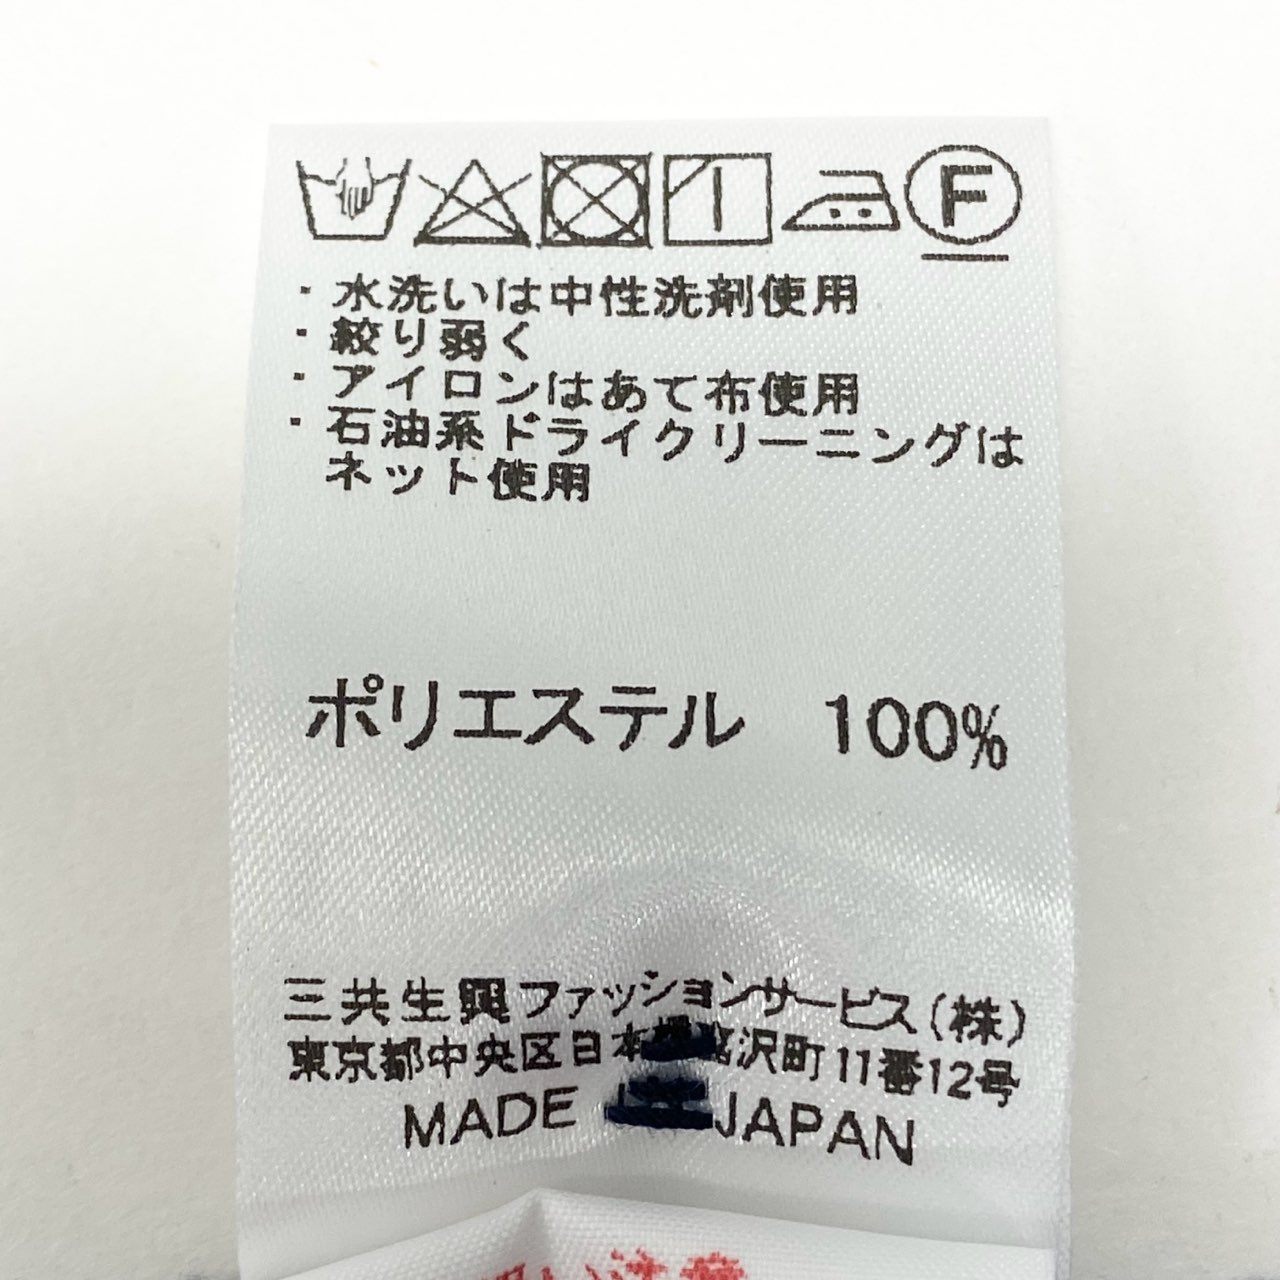 F
・水洗いは中性洗剤使用
・絞り弱く
・アイロンはあて布使用
・石油系ドライクリーニングは
ネット使用
ポリエステル 100%
三共生興ファッションサービス(株)
東京都中央区日本橋富沢町11番12号
MADE JAPAN
注意